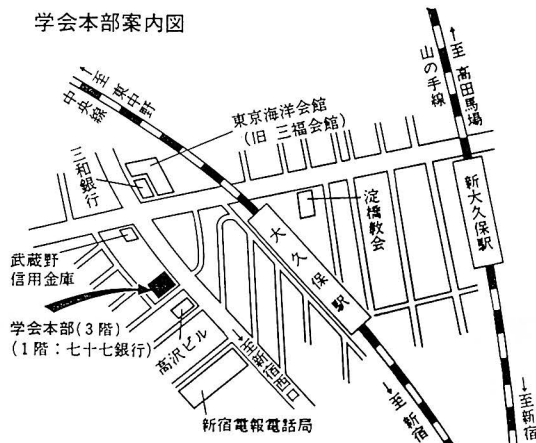 学会本部案内図
←至東中野
中央線
東京海洋会館
(旧 三福会館)
三和銀行
山の手線
←至高田馬場
新大久保駅
淀橋教会
大久保駅
武蔵野
信用金庫
学会本部(3階)
(1階:七十七銀行)
高沢ビル
←至新宿西口
新宿電報電話局
←至新宿
←至新宿